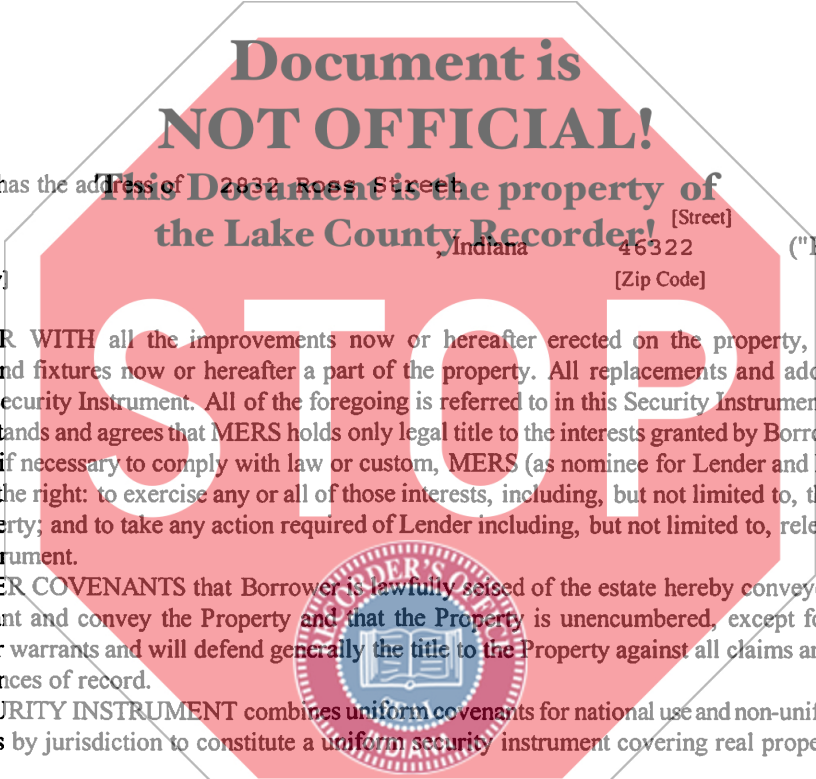 Document is
NOT OFFICIAL!
has the address of 2832 Ross Street
This Document is the property of
[Street]
the Lake County Recorder!
, Indiana 46322 ("
]
[Zip Code]
STOP
R WITH all the improvements now or hereafter erected on the property,
nd fixtures now or hereafter a part of the property. All replacements and add
ecurity Instrument. All of the foregoing is referred to in this Security Instrumen
tands and agrees that MERS holds only legal title to the interests granted by Borro
if necessary to comply with law or custom, MERS (as nominee for Lender and
he right: to exercise any or all of those interests, including, but not limited to, t
erty; and to take any action required of Lender including, but not limited to, rele
rument.
ER COVENANTS that Borrower is lawfully seised of the estate hereby convey
nt and convey the Property and that the Property is unencumbered, except fo
r warrants and will defend generally the title to the Property against all claims a
nces of record.
URITY INSTRUMENT combines uniform covenants for national use and non-unif
s by jurisdiction to constitute a uniform security instrument covering real prope
RECORDER'S OFFICE
INDIANA